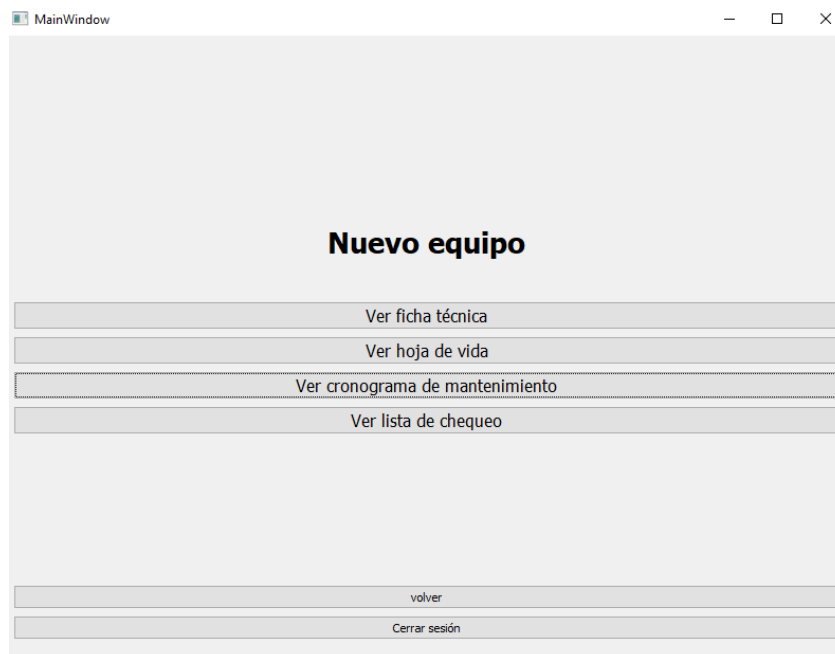 MainWindow
Nuevo equipo
Ver ficha técnica
Ver hoja de vida
Ver cronograma de mantenimiento
Ver lista de chequeo
volver
Cerrar sesión